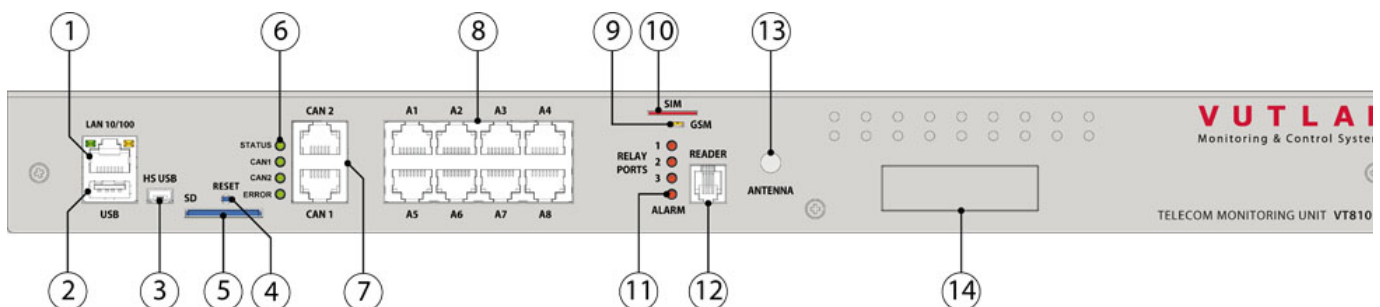 1 6 8 9 10 13
SIM
CAN 2 A1 A2 A3 A4
LAN 10/100 GSM
STATUS 1
CAN1 RELAY 2 READER
HS USB CAN2 PORTS 3
SD RESET ERROR ANTENNA
USB CAN 1 A5 A6 A7 A8 ALARM
VUTLA
Monitoring & Control System
TELECOM MONITORING UNIT VT810
2 3 5 4 7 11 12 14